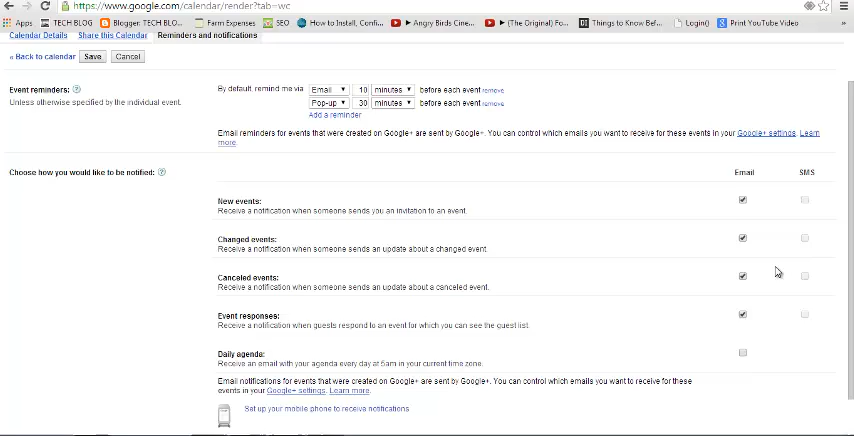 https://www.google.com/calendar/render?tab=wc
Apps TECH BLOG Blogger: TECH BLO... Farm Expenses SEO How to Install, Confi... Angry Birds Cine... (The Original) Fo... Things to Know Bef... Login() Print YouTube Video »
Calendar Details Share this Calendar Reminders and notifications
« Back to calendar Save Cancel
Event reminders: ? By default, remind me via Email 10 minutes before each event remove
Unless otherwise specified by the individual event. Pop-up 30 minutes before each event remove
Add a reminder
Email reminders for events that were created on Google+ are sent by Google+. You can control which emails you want to receive for these events in your Google+ settings. Learn
more.
Choose how you would like to be notified: ? Email SMS
New events:
Receive a notification when someone sends you an invitation to an event.
Changed events:
Receive a notification when someone sends an update about a changed event.
Canceled events:
Receive a notification when someone sends an update about a canceled event.
Event responses:
Receive a notification when guests respond to an event for which you can see the guest list.
Daily agenda:
Receive an email with your agenda every day at 5am in your current time zone.
Email notifications for events that were created on Google+ are sent by Google+. You can control which emails you want to receive for these
events in your Google+ settings. Learn more.
Set up your mobile phone to receive notifications